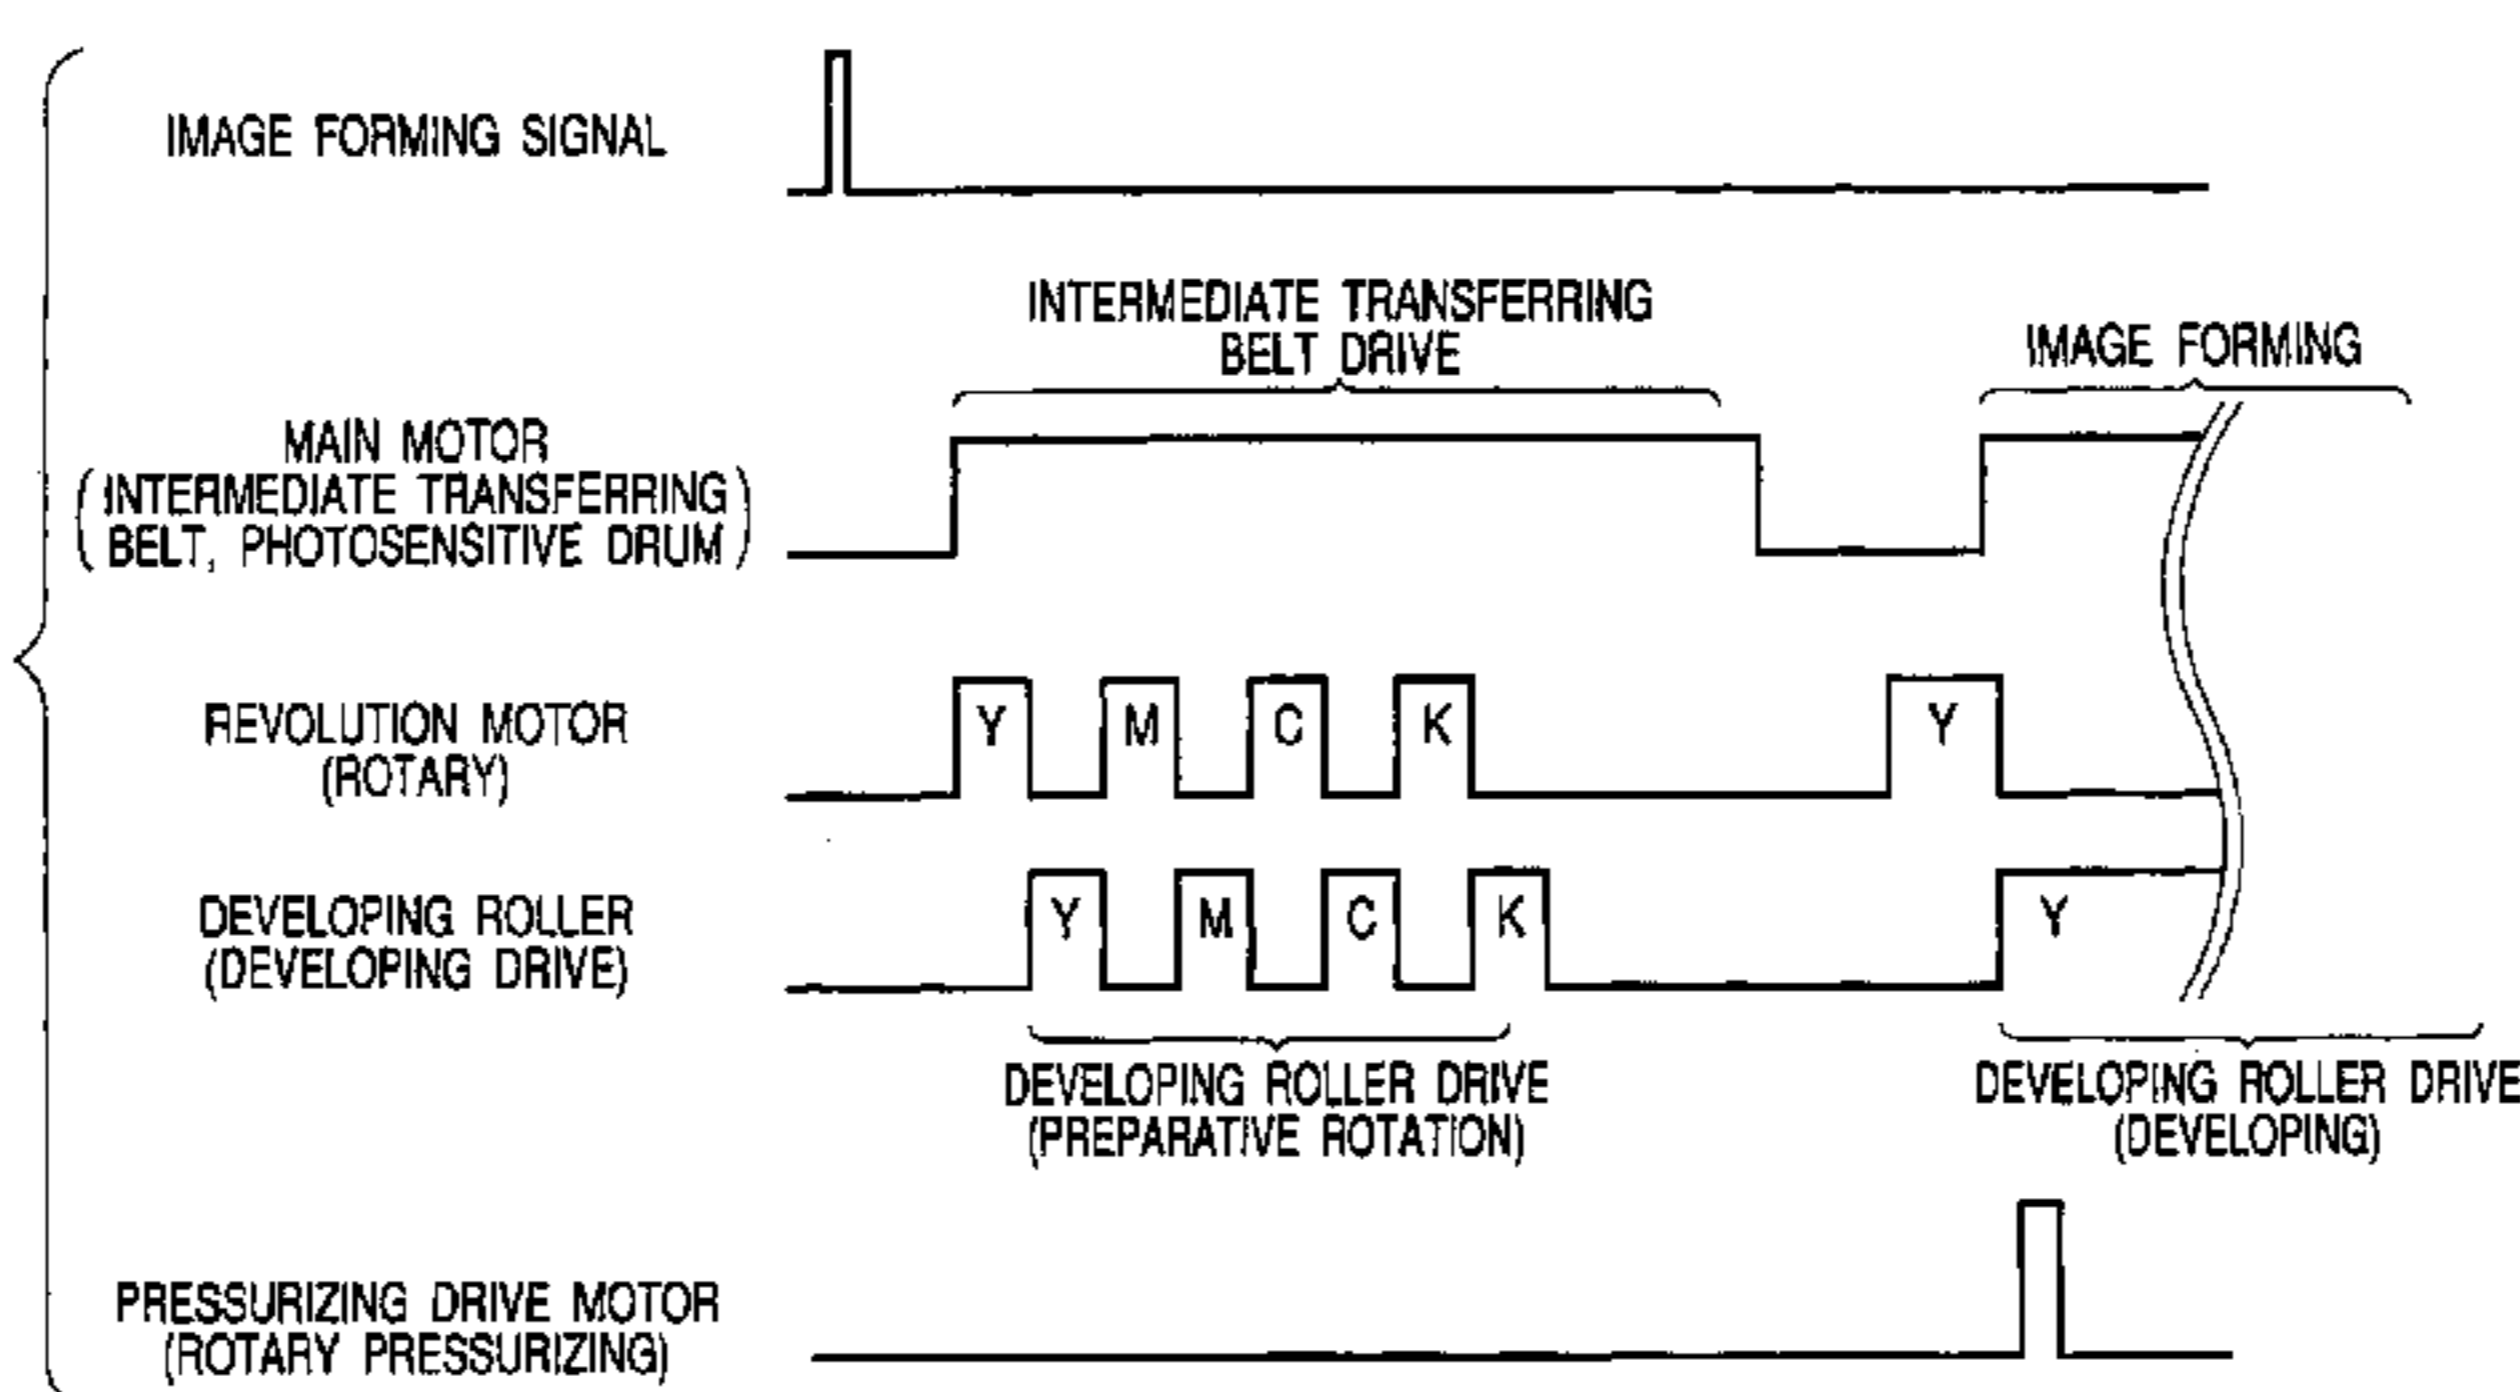 IMAGE FORMING SIGNAL
INTERMEDIATE TRANSFERRING
BELT DRIVE
IMAGE FORMING
MAIN MOTOR
(INTERMEDIATE TRANSFERRING
BELT, PHOTOSENSITIVE DRUM)
REVOLUTION MOTOR
(ROTARY)
Y M C K Y
DEVELOPING ROLLER
(DEVELOPING DRIVE)
Y M C K Y
DEVELOPING ROLLER DRIVE
(PREPARATIVE ROTATION)
DEVELOPING ROLLER DRIVE
(DEVELOPING)
PRESSURIZING DRIVE MOTOR
(ROTARY PRESSURIZING)